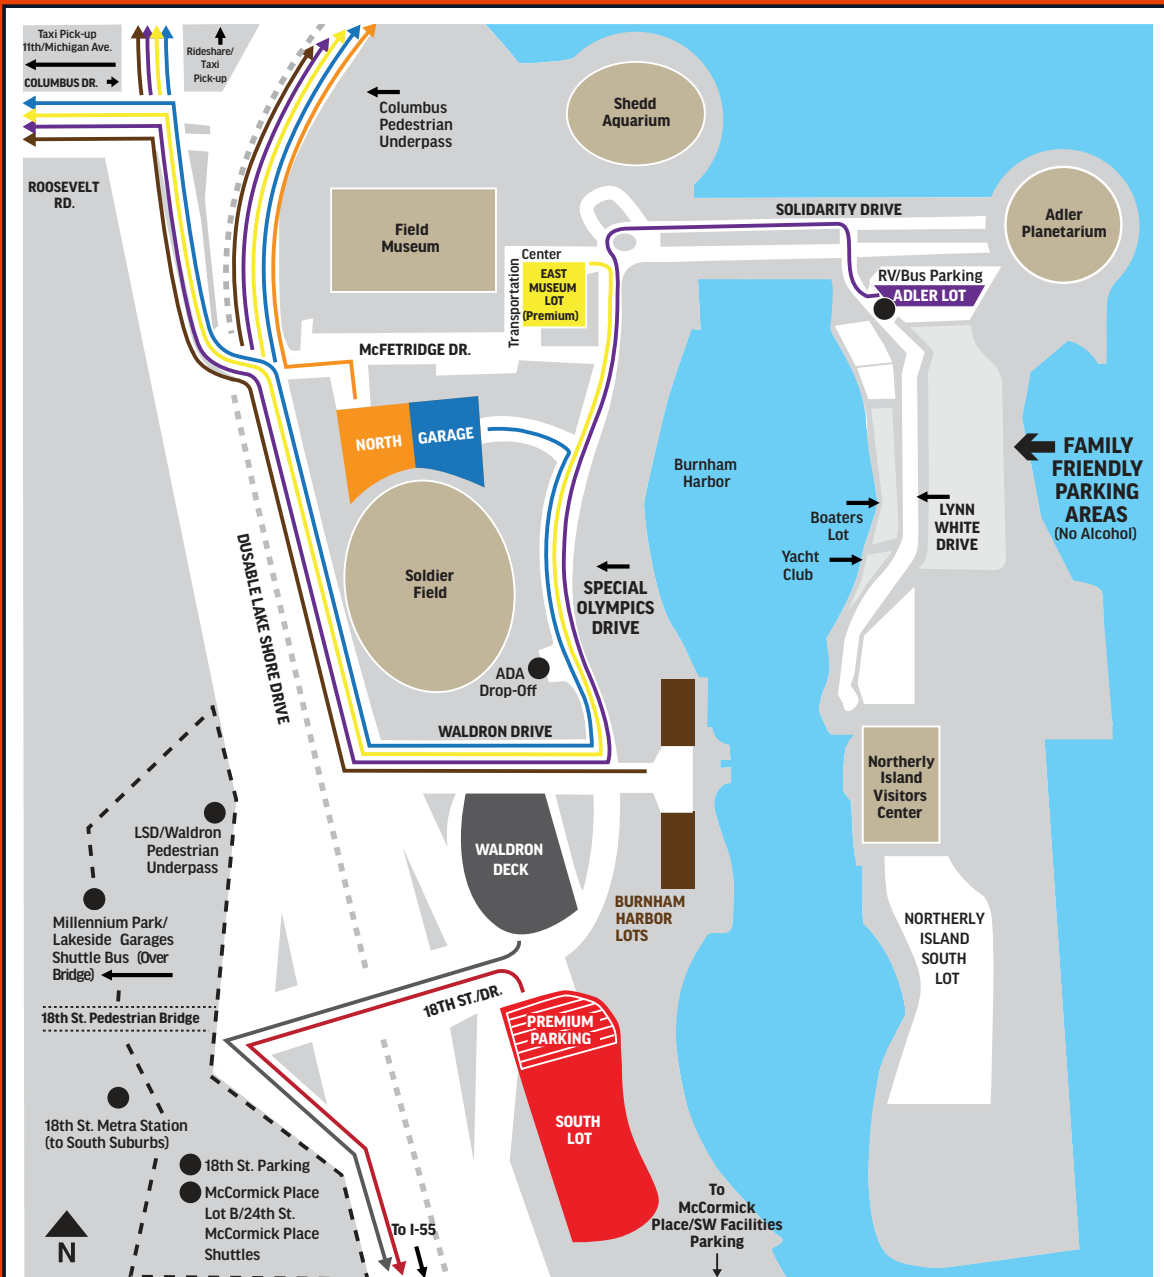 Taxi Pick-up
11th/Michigan Ave.
COLUMBUS DR.
Rideshare/
Taxi
Pick-up
Columbus
Pedestrian
Underpass
Shedd
Aquarium
ROOSEVELT
RD.
Field
Museum
SOLIDARITY DRIVE
Adler
Planetarium
Transportation
Center
EAST
MUSEUM
LOT
(Premium)
RV/Bus Parking
ADLER LOT
McFETRIDGE DR.
NORTH
GARAGE
Burnham
Harbor
FAMILY
FRIENDLY
PARKING
AREAS
(No Alcohol)
Boaters
Lot
LYNN
WHITE
DRIVE
Yacht
Club
DUSABLE LAKE SHORE DRIVE
Soldier
Field
SPECIAL
OLYMPICS
DRIVE
ADA
Drop-Off
WALDRON DRIVE
Northerly
Island
Visitors
Center
LSD/Waldron
Pedestrian
Underpass
WALDRON
DECK
BURNHAM
HARBOR
LOTS
Millennium Park/
Lakeside Garages
Shuttle Bus (Over
Bridge)
NORTHERLY
ISLAND
SOUTH
LOT
18th St. Pedestrian Bridge
18TH ST./DR.
PREMIUM
PARKING
SOUTH
LOT
18th St. Metra Station
(to South Suburbs)
18th St. Parking
McCormick Place
Lot B/24th St.
McCormick Place
Shuttles
N
To I-55
To
McCormick
Place/SW Facilities
Parking